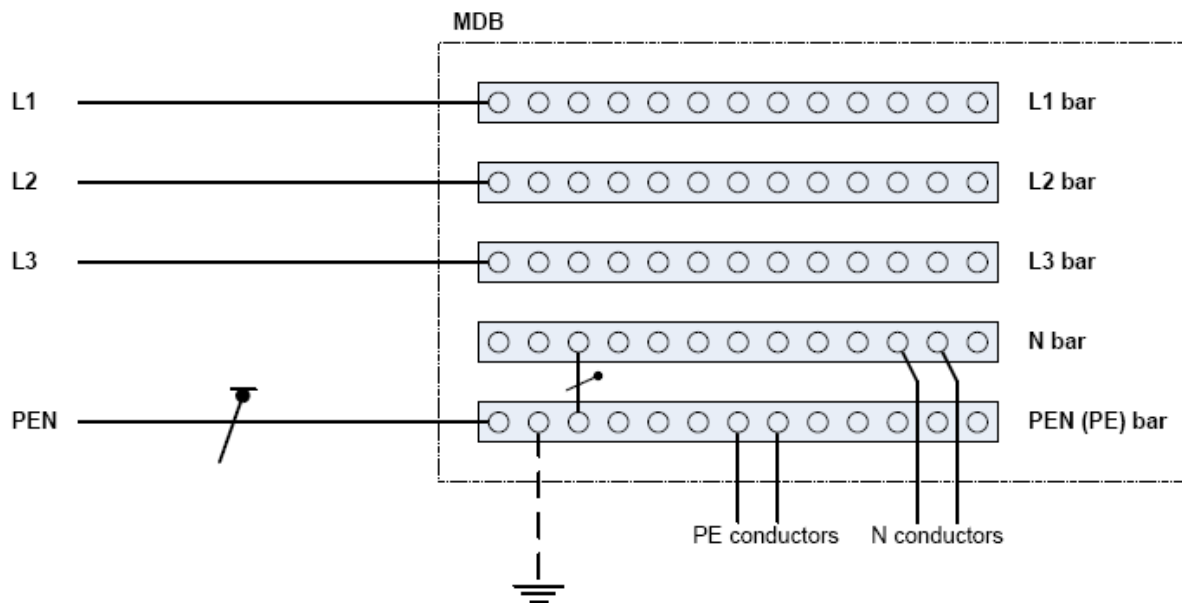 MDB
L1
L1 bar
L2
L2 bar
L3
L3 bar
N bar
PEN
PEN (PE) bar
PE conductors
N conductors